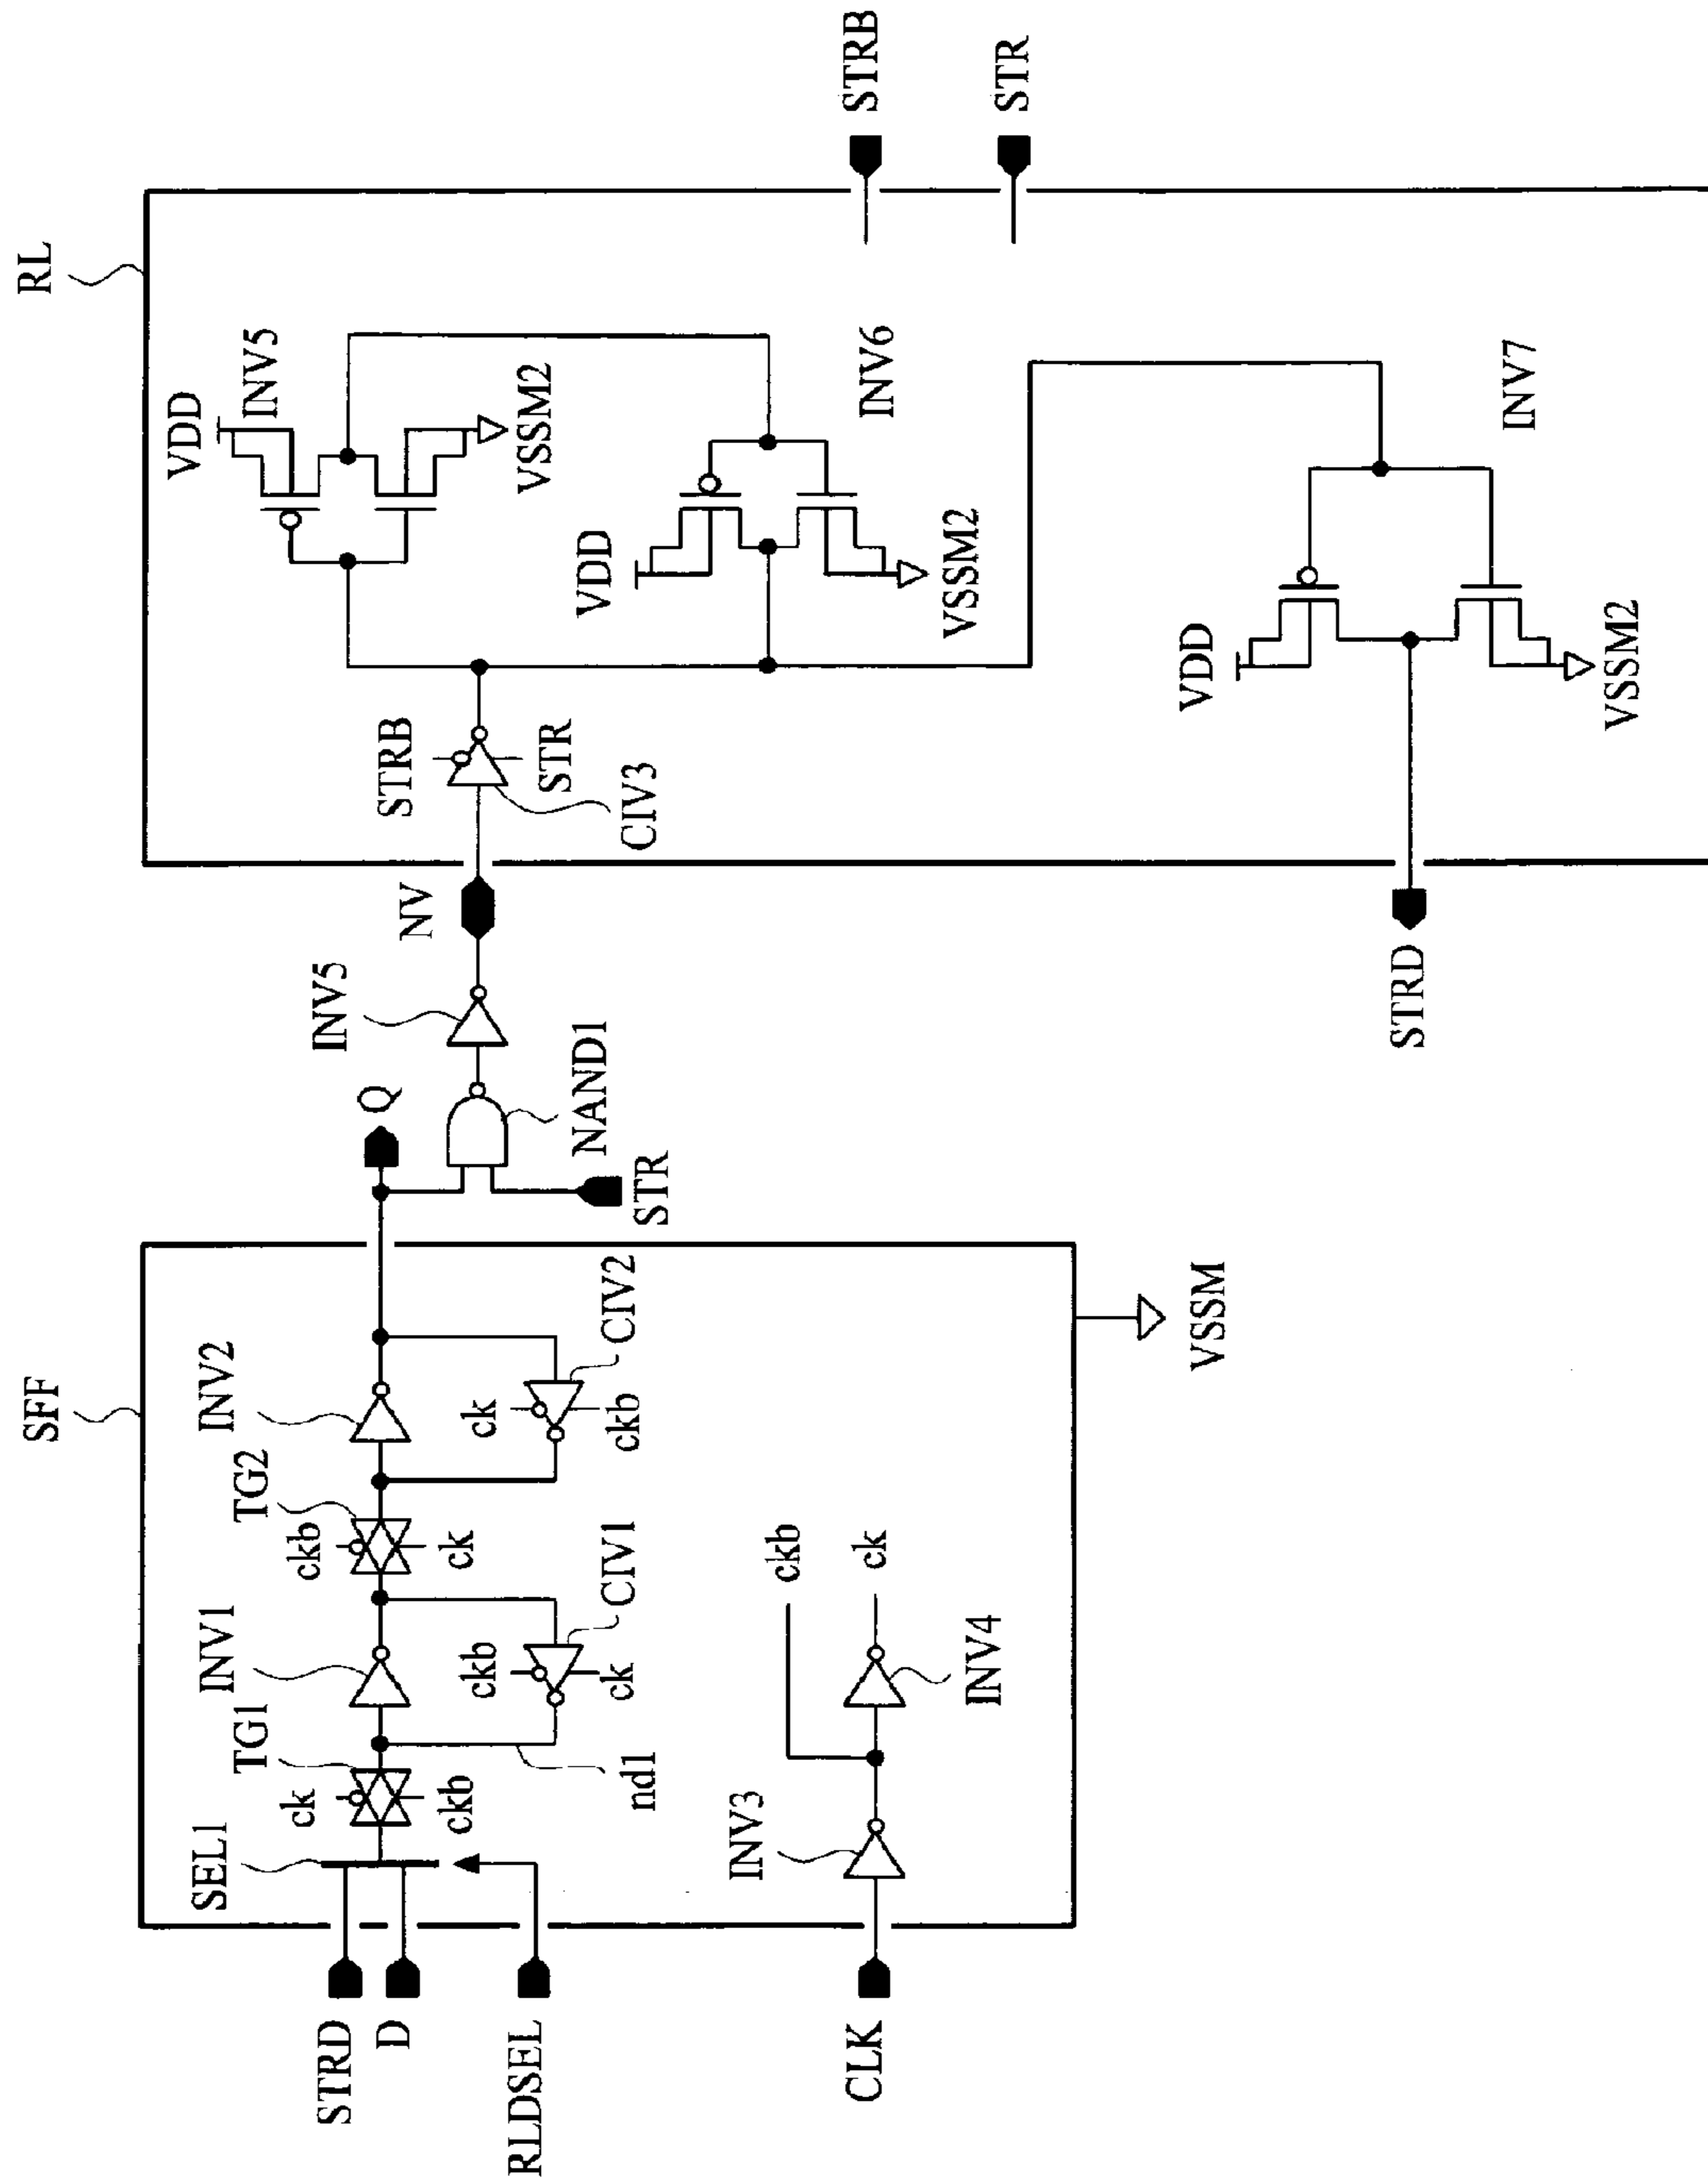 SFF
RL
SEL1
ck
TG1
INV1
ckb
TG2
INV2
Q
INV5
NV
STRB
VDD
INV5
VSSM2
STRD
D
RLDSEL
ckb
nd1
ckb
ck
CIV1
ck
ck
ckb
CIV2
STR
NAND1
STR
CIV3
VDD
VSSM2
INV6
STRB
STR
CLK
INV3
INV4
ckb
ck
VSSM
STRD
VDD
VSSM2
INV7